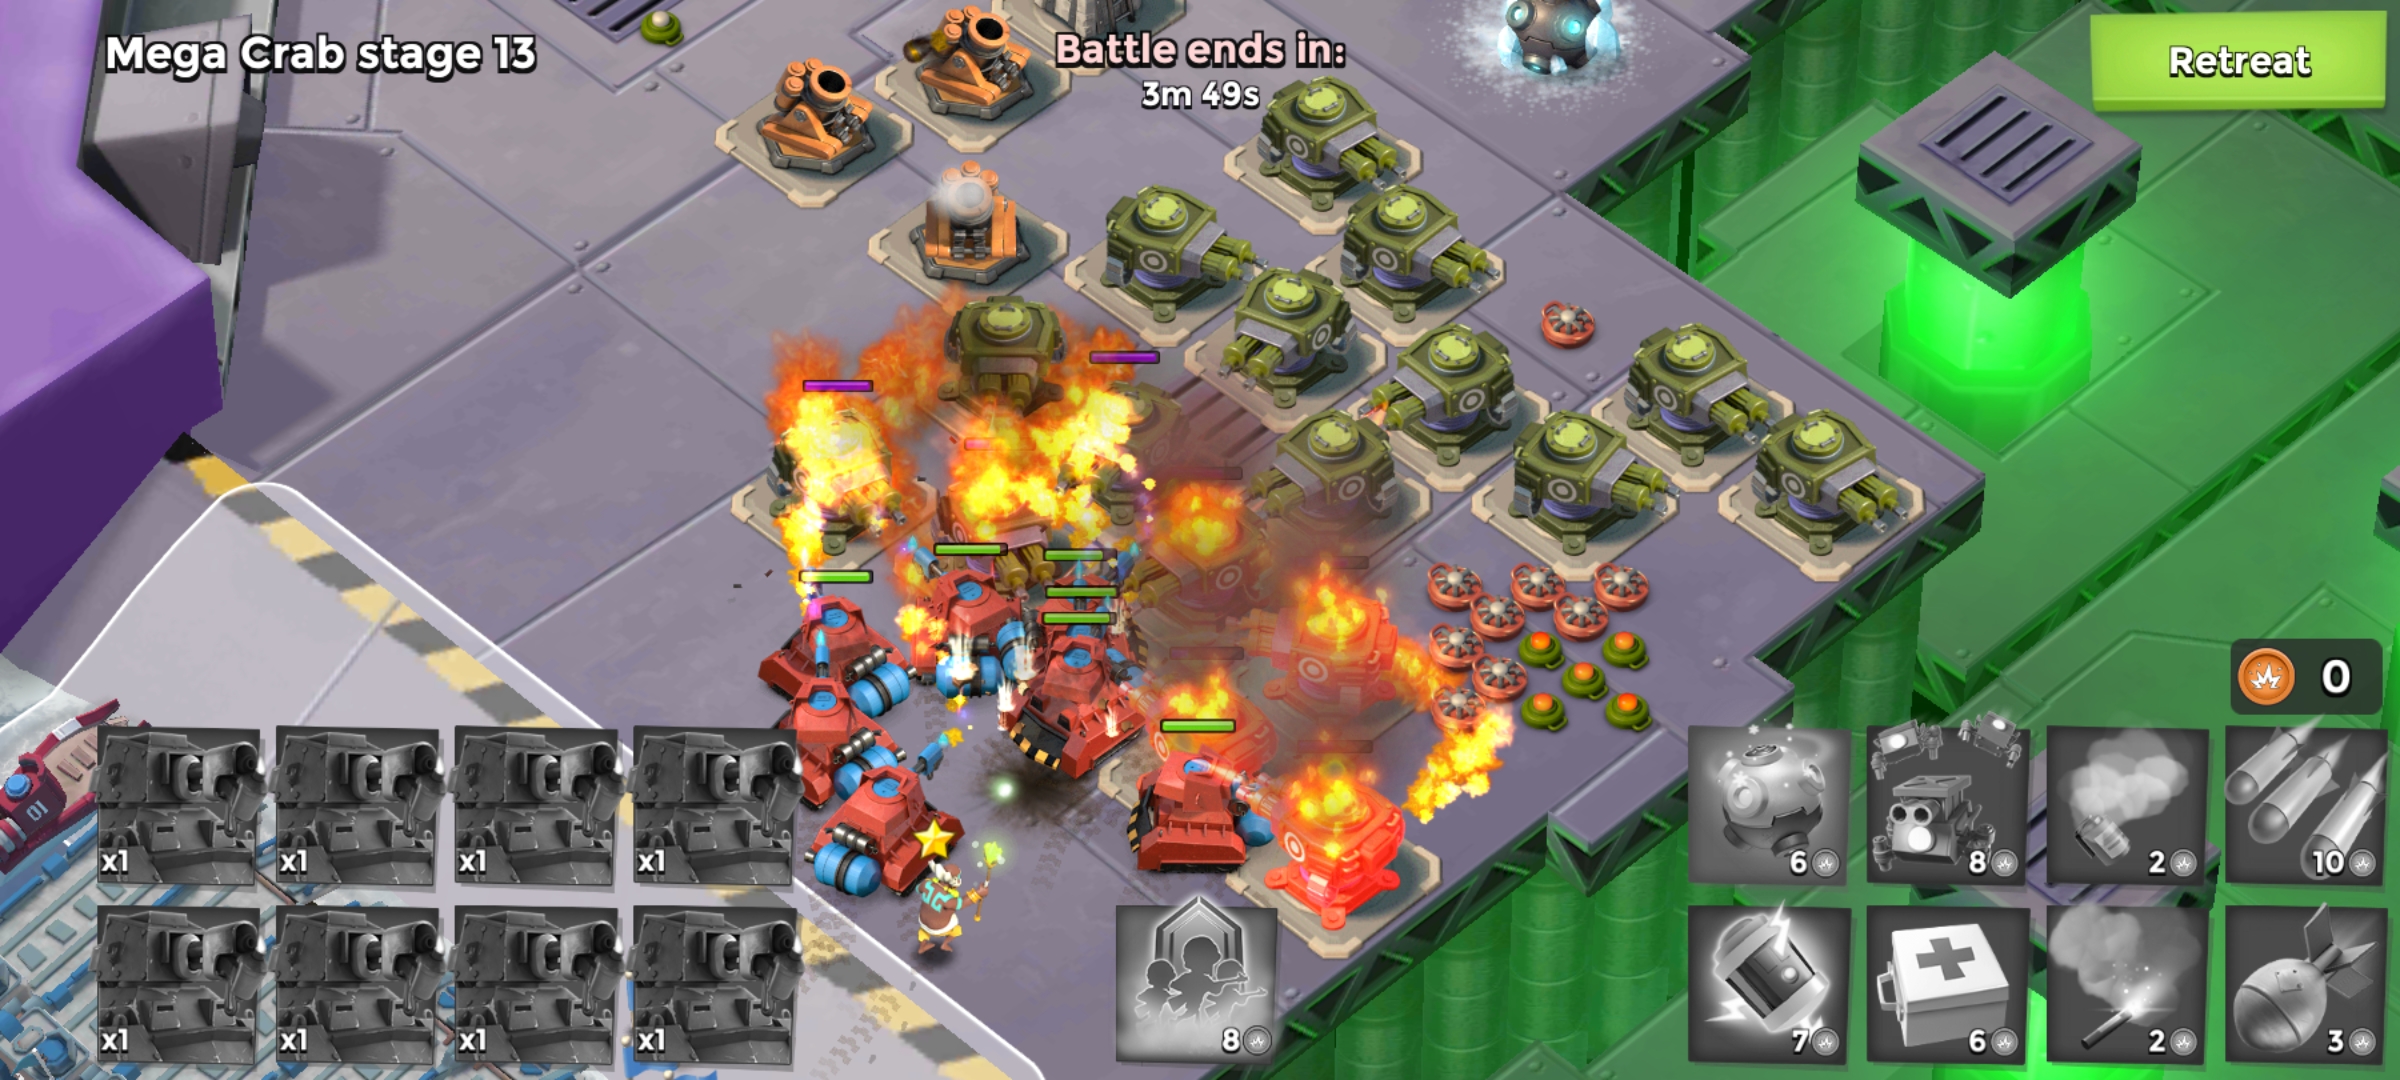 Mega Crab stage 13
Battle ends in:
3m 49s
Retreat
01
0
x1
x1
x1
x1
6
8
2
10
x1
x1
x1
x1
8
7
6
2
3